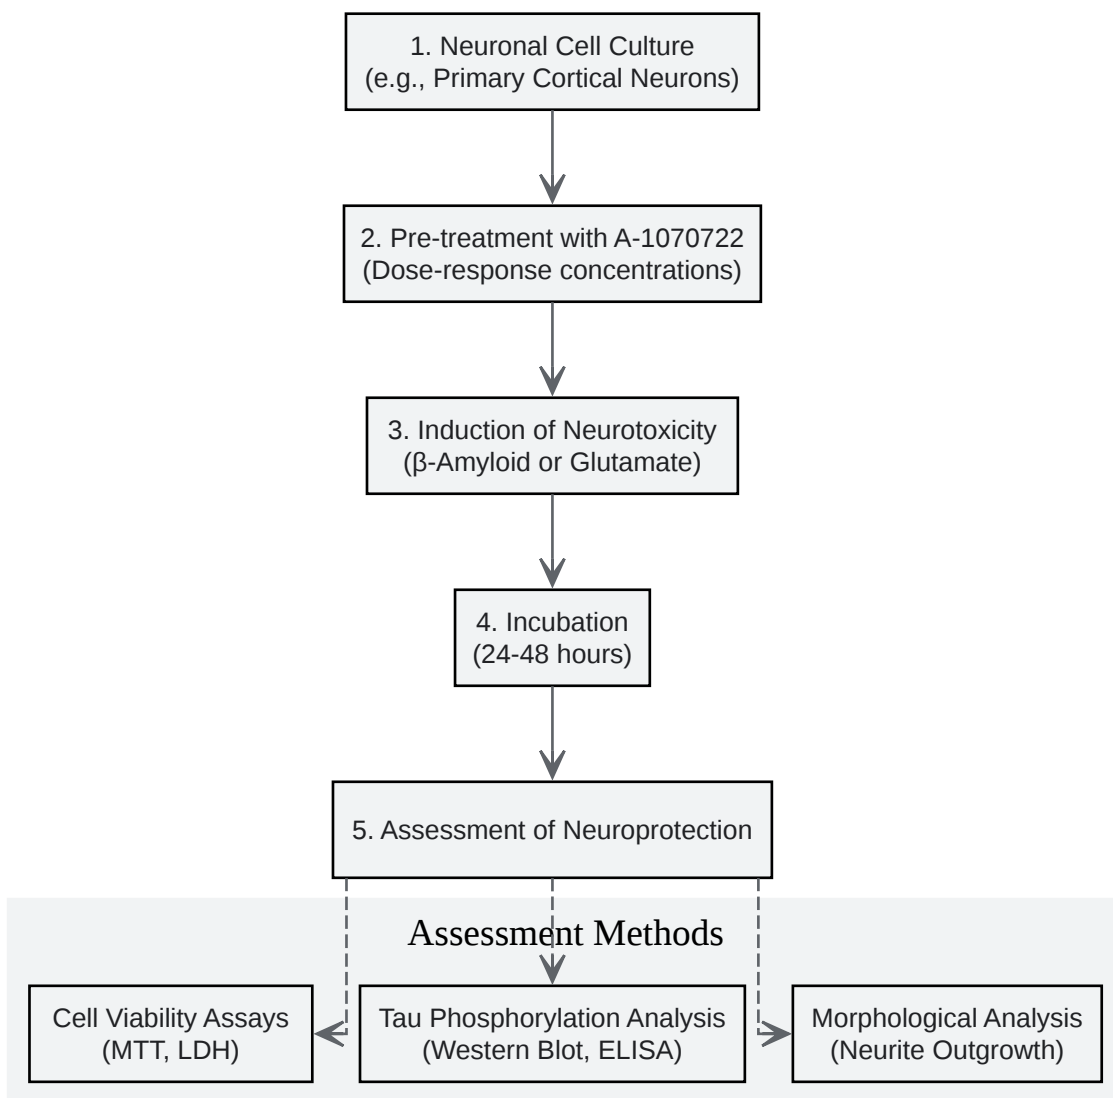 1. Neuronal Cell Culture
(e.g., Primary Cortical Neurons)
2. Pre-treatment with A-1070722
(Dose-response concentrations)
3. Induction of Neurotoxicity
(β-Amyloid or Glutamate)
4. Incubation
(24-48 hours)
5. Assessment of Neuroprotection
Assessment Methods
Cell Viability Assays
(MTT, LDH)
Tau Phosphorylation Analysis
(Western Blot, ELISA)
Morphological Analysis
(Neurite Outgrowth)